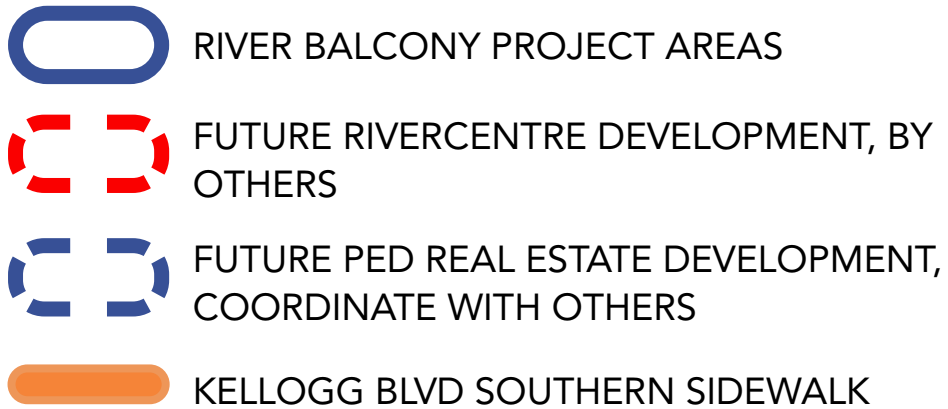 RIVER BALCONY PROJECT AREAS
FUTURE RIVERCENTRE DEVELOPMENT, BY
OTHERS
FUTURE PED REAL ESTATE DEVELOPMENT,
COORDINATE WITH OTHERS
KELLOGG BLVD SOUTHERN SIDEWALK